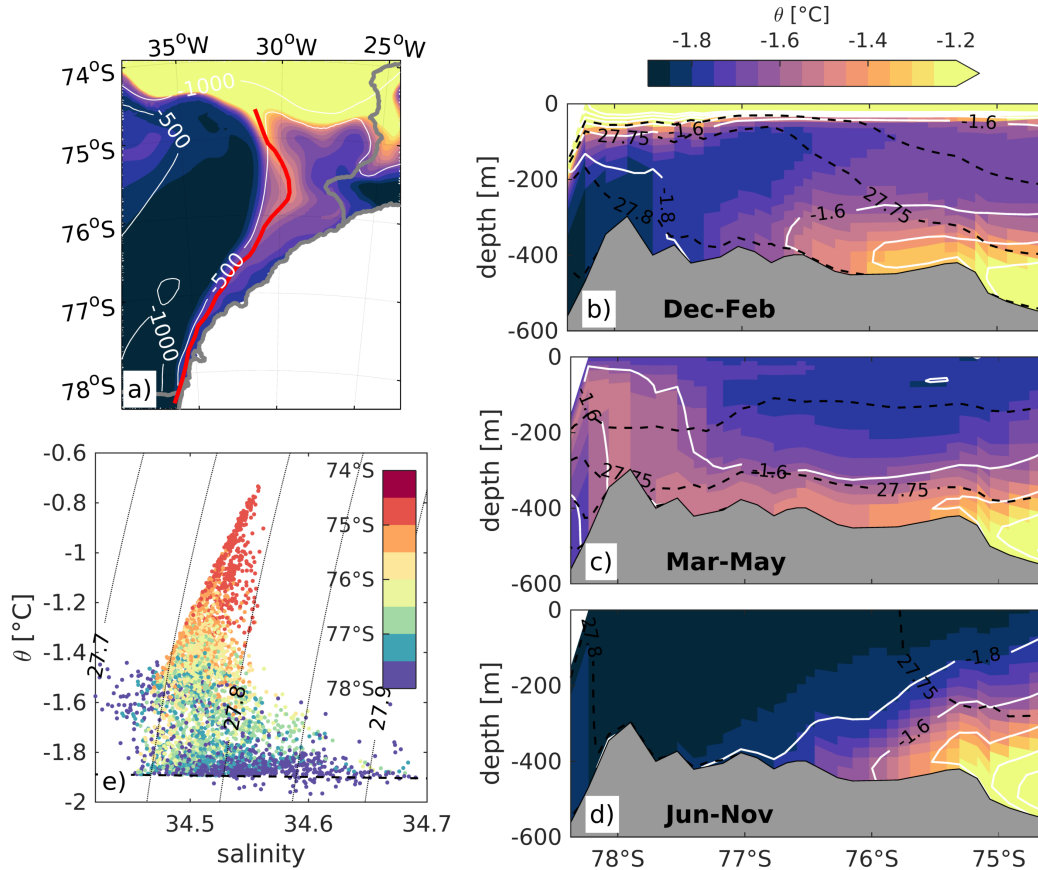 35°W 30°W 25°W
74°S
75°S
76°S
77°S
78°S
-1000
-500
-500
-1000
a)
θ [°C]
-1.8 -1.6 -1.4 -1.2
0
-200
-400
-600
depth [m]
27.75
-1.6
-1.6
27.8
-1.8
-1.6
27.75
b)
Dec-Feb
0
-200
-400
-600
depth [m]
-1.6
27.75
-1.6
27.75
c)
Mar-May
0
-200
-400
-600
depth [m]
27.8
-1.8
27.75
-1.6
d)
Jun-Nov
78°S 77°S 76°S 75°S
-0.6
-0.8
-1
-1.2
-1.4
-1.6
-1.8
-2
θ [°C]
74°S
75°S
76°S
77°S
78°S
27.7
27.8
27.9
e)
34.5 34.6 34.7
salinity